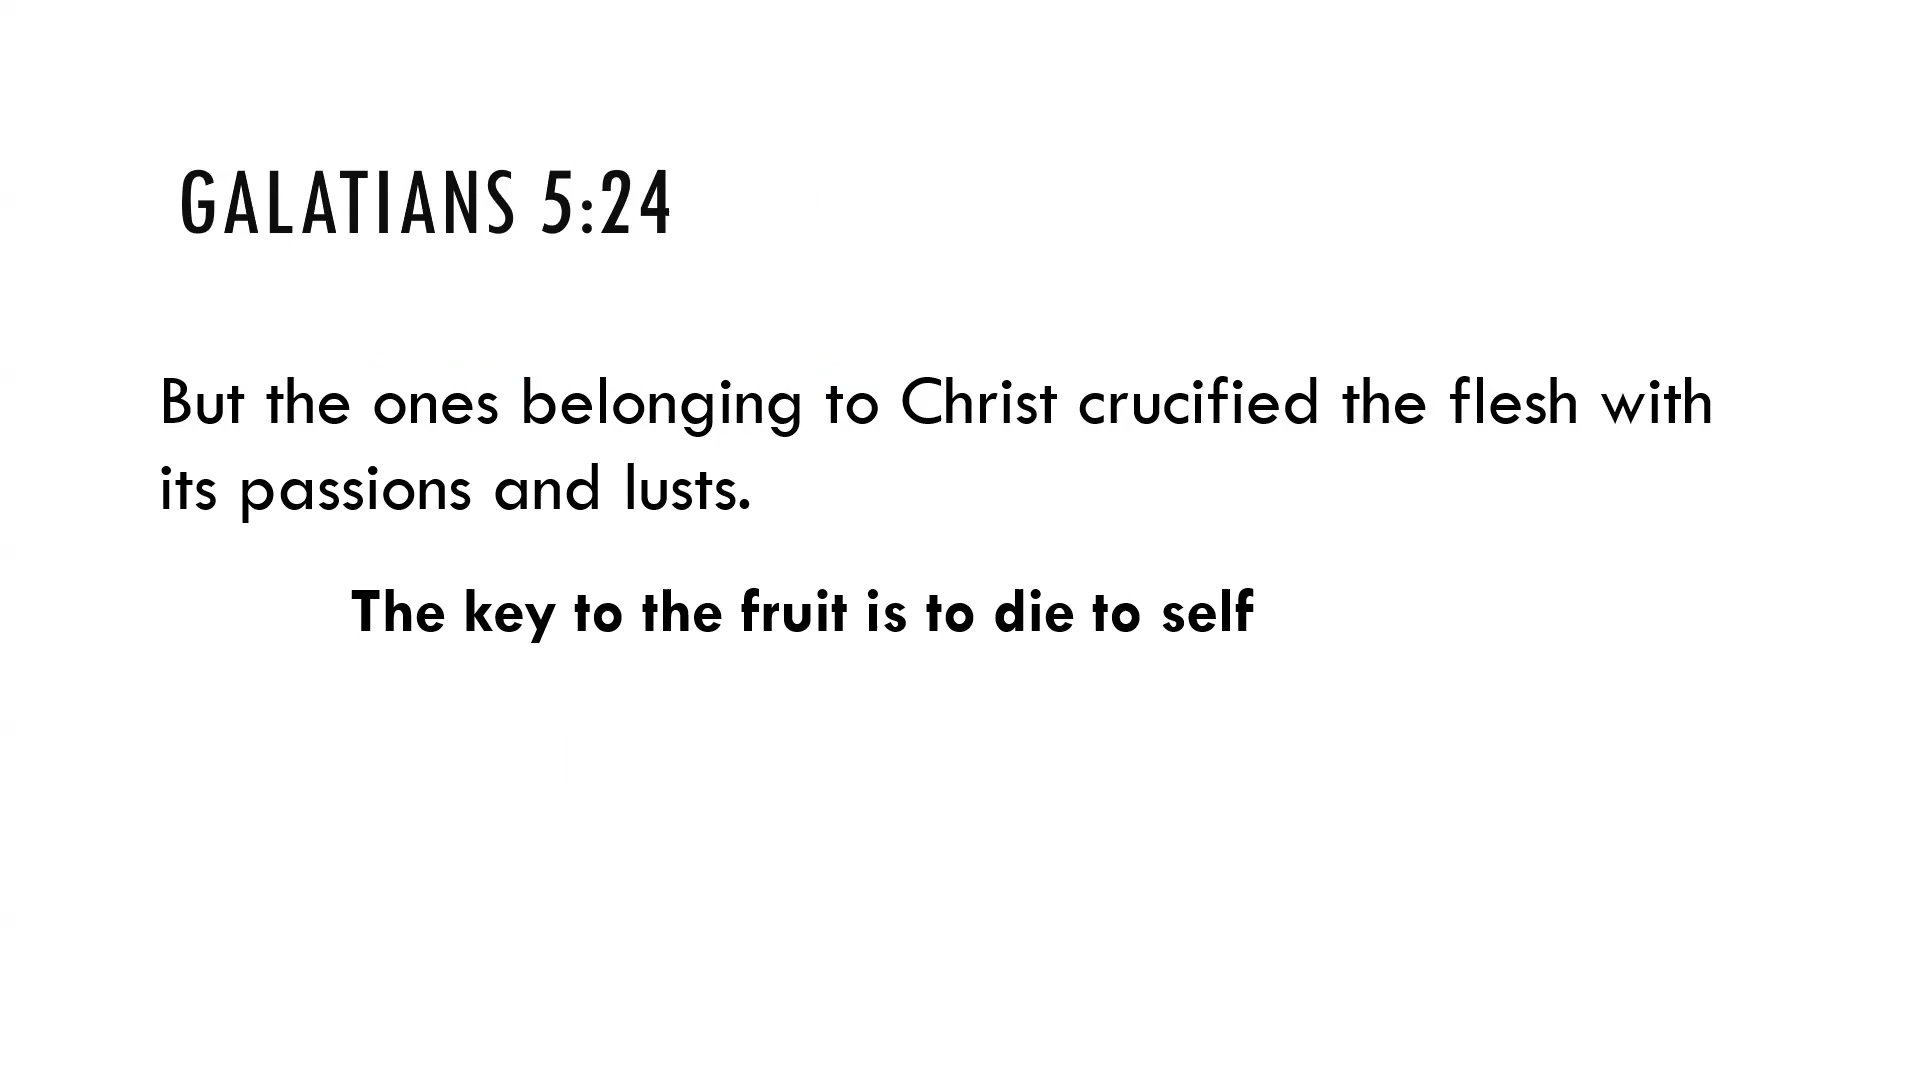 GALATIANS 5:24
But the ones belonging to Christ crucified the flesh with
its passions and lusts.
The key to the fruit is to die to self